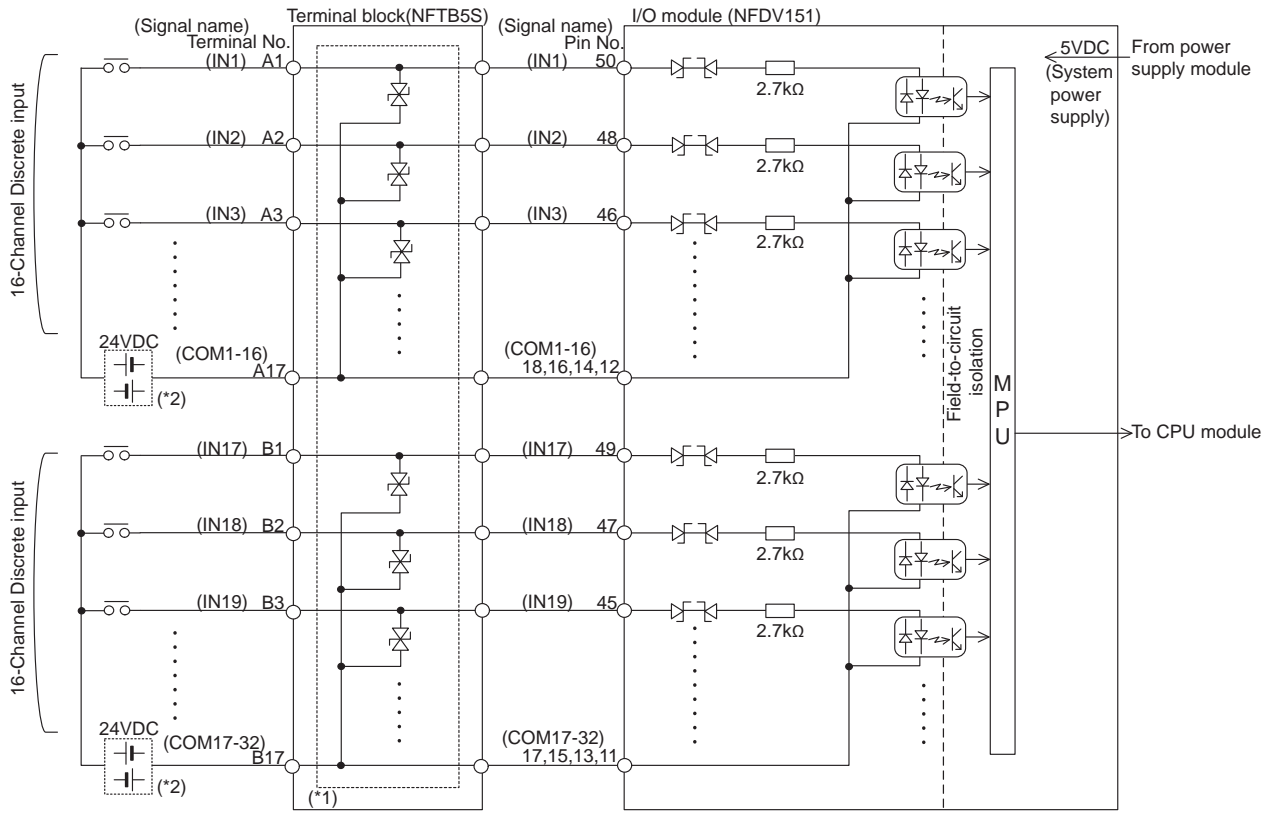 Terminal block(NFTB5S)
I/O module (NFDV151)
(Signal name)
Terminal No.
(Signal name)
Pin No.
5VDC
(System
power
supply)
From power
supply module
16-Channel Discrete input
(IN1) A1
(IN1) 50
2.7kΩ
(IN2) A2
(IN2) 48
2.7kΩ
(IN3) A3
(IN3) 46
2.7kΩ
24VDC
(*2)
(COM1-16)
A17
(COM1-16)
18,16,14,12
Field-to-circuit
isolation
M
P
U
To CPU module
16-Channel Discrete input
(IN17) B1
(IN17) 49
2.7kΩ
(IN18) B2
(IN18) 47
2.7kΩ
(IN19) B3
(IN19) 45
2.7kΩ
24VDC
(*2)
(COM17-32)
B17
(COM17-32)
17,15,13,11
(*1)